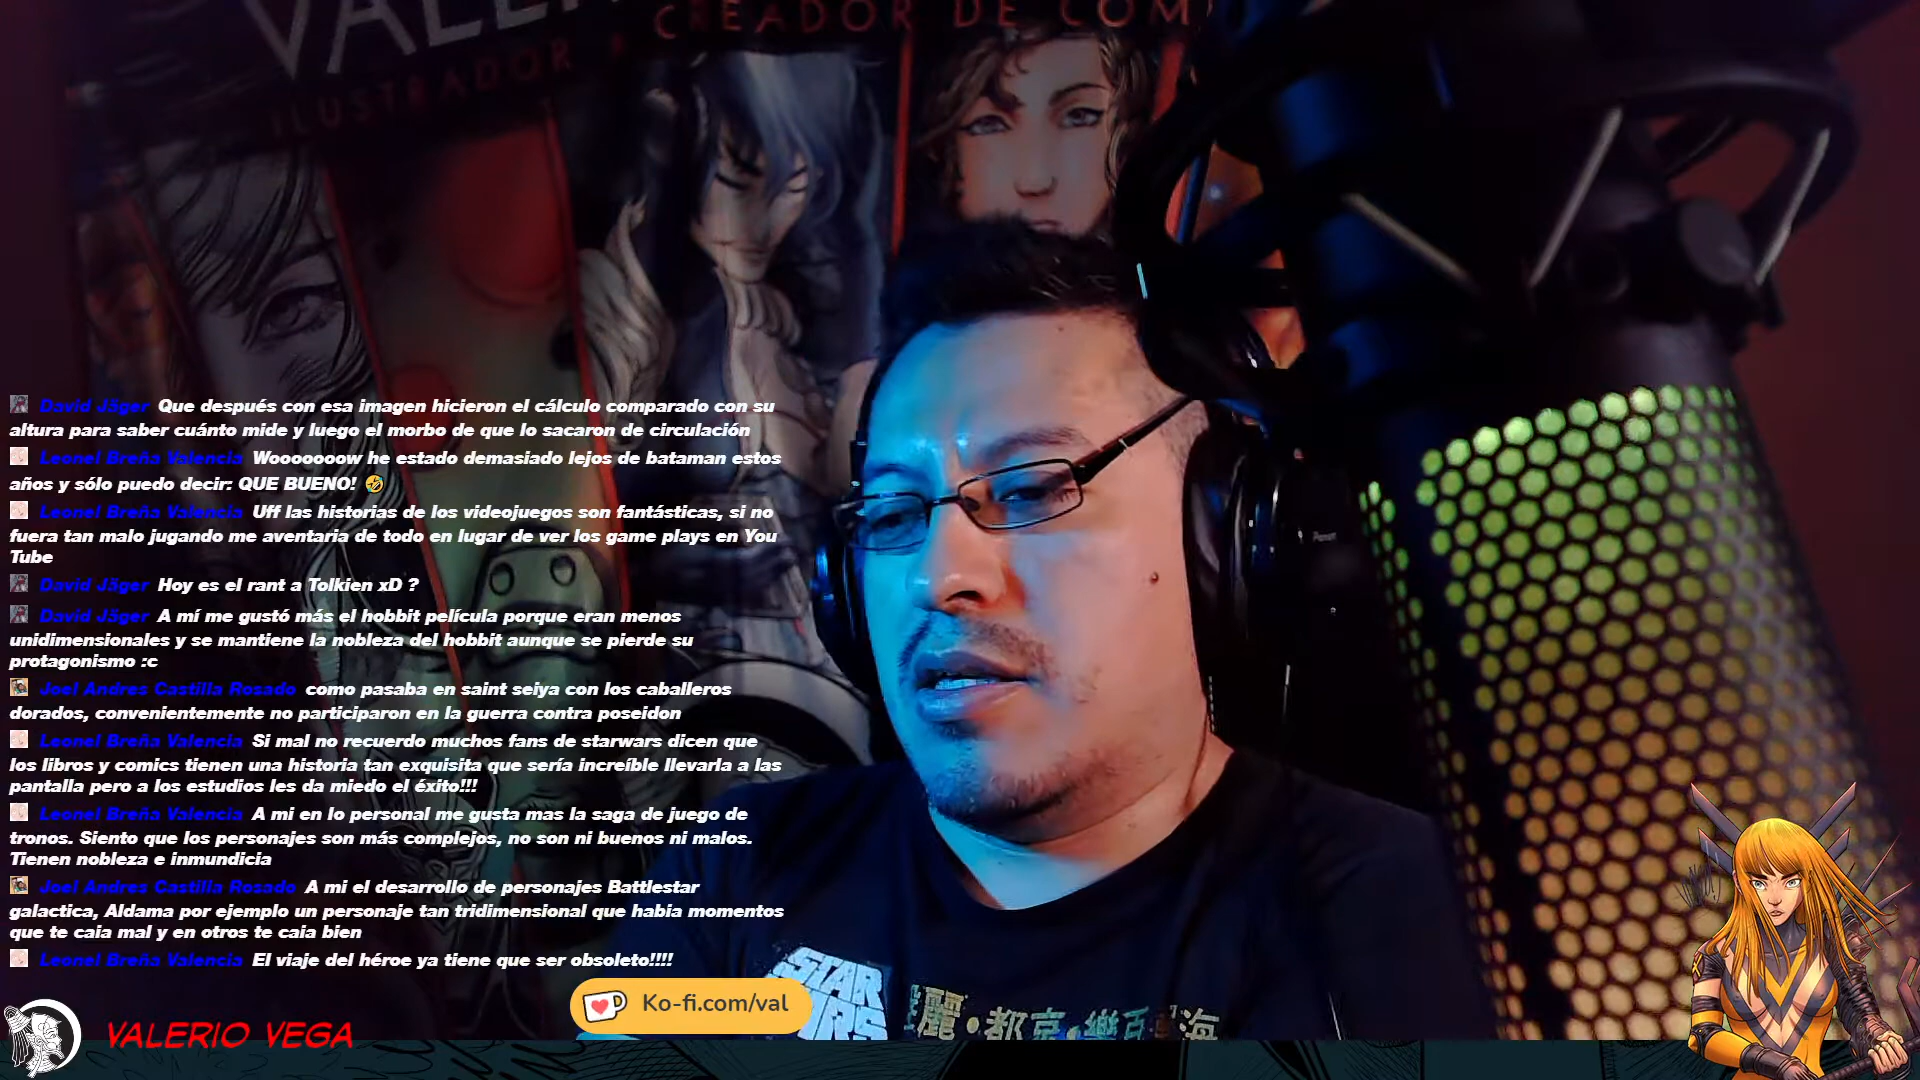 CREADOR DE COM
ILUSTRADOR
David Jäger Que después con esa imagen hicieron el cálculo comparado con su
altura para saber cuánto mide y luego el morbo de que lo sacaron de circulación
Leonel Breña Valencia Wooooooow he estado demasiado lejos de bataman estos
años y sólo puedo decir: QUE BUENO! 🤣
Leonel Breña Valencia Uff las historias de los videojuegos son fantásticas, si no
fuera tan malo jugando me aventaria de todo en lugar de ver los game plays en You
Tube
David Jäger Hoy es el rant a Tolkien xD ?
David Jäger A mí me gustó más el hobbit película porque eran menos
unidimensionales y se mantiene la nobleza del hobbit aunque se pierde su
protagonismo :c
Joel Andres Castilla Rosado como pasaba en saint seiya con los caballeros
dorados, convenientemente no participaron en la guerra contra poseidon
Leonel Breña Valencia Si mal no recuerdo muchos fans de starwars dicen que
los libros y comics tienen una historia tan exquisita que sería increíble llevarla a las
pantalla pero a los estudios les da miedo el éxito!!!
Leonel Breña Valencia A mi en lo personal me gusta mas la saga de juego de
tronos. Siento que los personajes son más complejos, no son ni buenos ni malos.
Tienen nobleza e inmundicia
Joel Andres Castilla Rosado A mi el desarrollo de personajes Battlestar
galactica, Aldama por ejemplo un personaje tan tridimensional que habia momentos
que te caia mal y en otros te caia bien
Leonel Breña Valencia El viaje del héroe ya tiene que ser obsoleto!!!!
STAR
Ko-fi.com/val
VALERIO VEGA